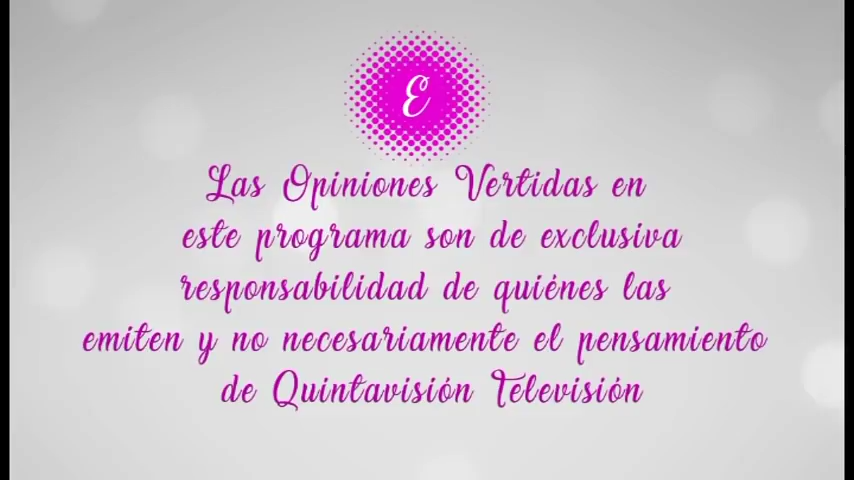 E
Las Opiniones Vertidas en
este programa son de exclusiva
responsabilidad de quiénes las
emiten y no necesariamente el pensamiento
de Quintavisión Televisión